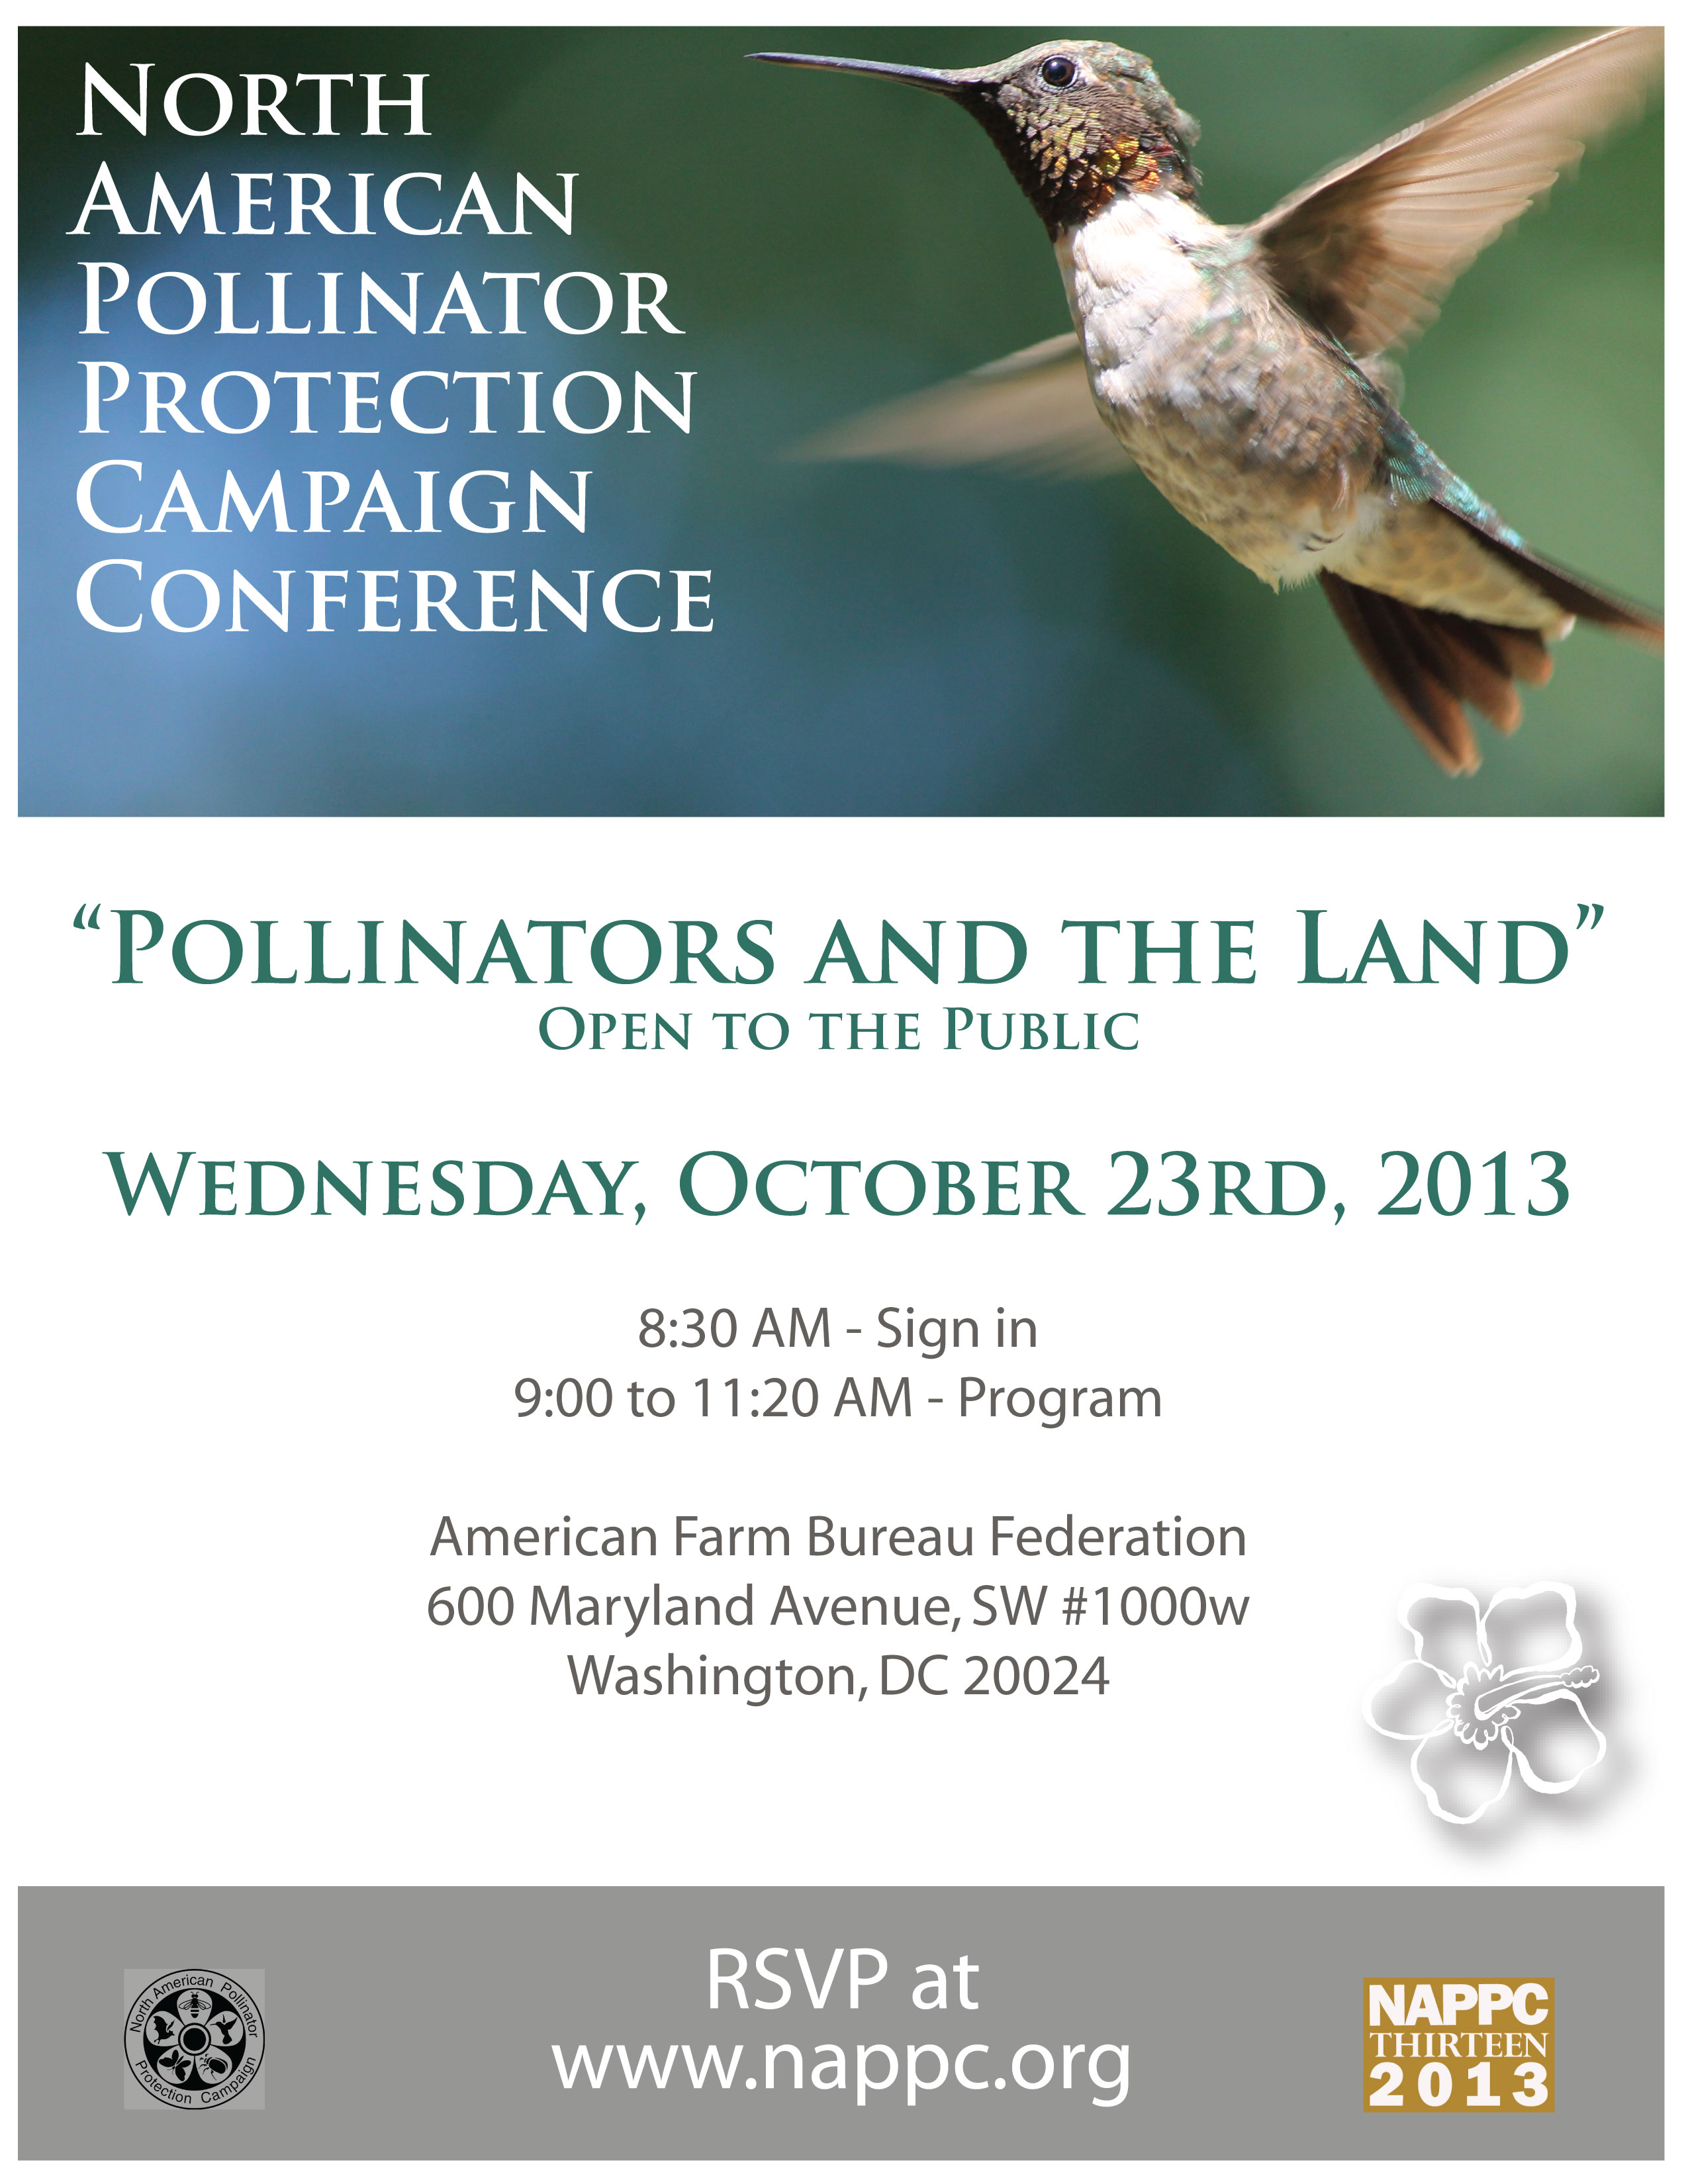 North
American
Pollinator
Protection
Campaign
Conference
“Pollinators and the Land”
Open to the Public
Wednesday, October 23rd, 2013
8:30 AM - Sign in
9:00 to 11:20 AM - Program
American Farm Bureau Federation
600 Maryland Avenue, SW #1000w
Washington, DC 20024
RSVP at
www.nappc.org
North American Pollinator
Protection Campaign
NAPPC
THIRTEEN
2013